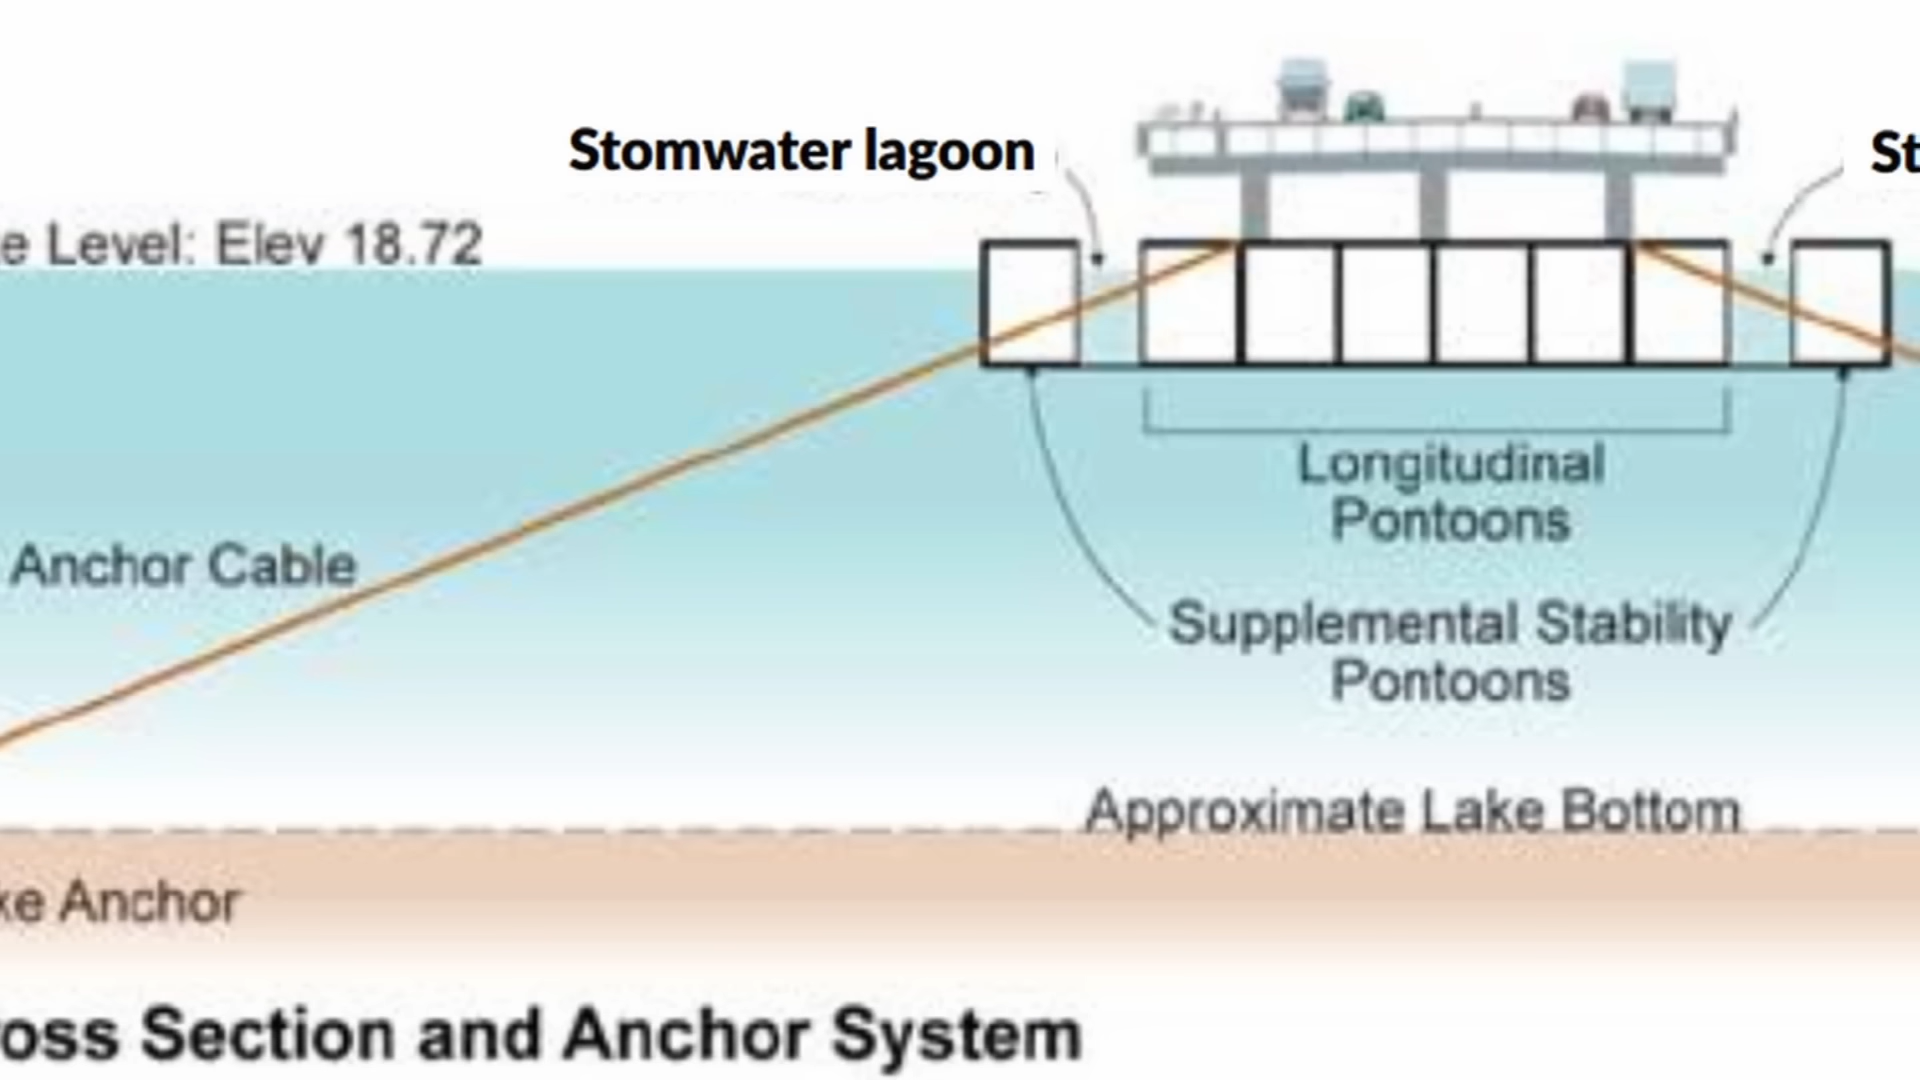 Stomwater lagoon
St
e Level: Elev 18.72
Longitudinal
Pontoons
Anchor Cable
Supplemental Stability
Pontoons
Approximate Lake Bottom
ke Anchor
oss Section and Anchor System